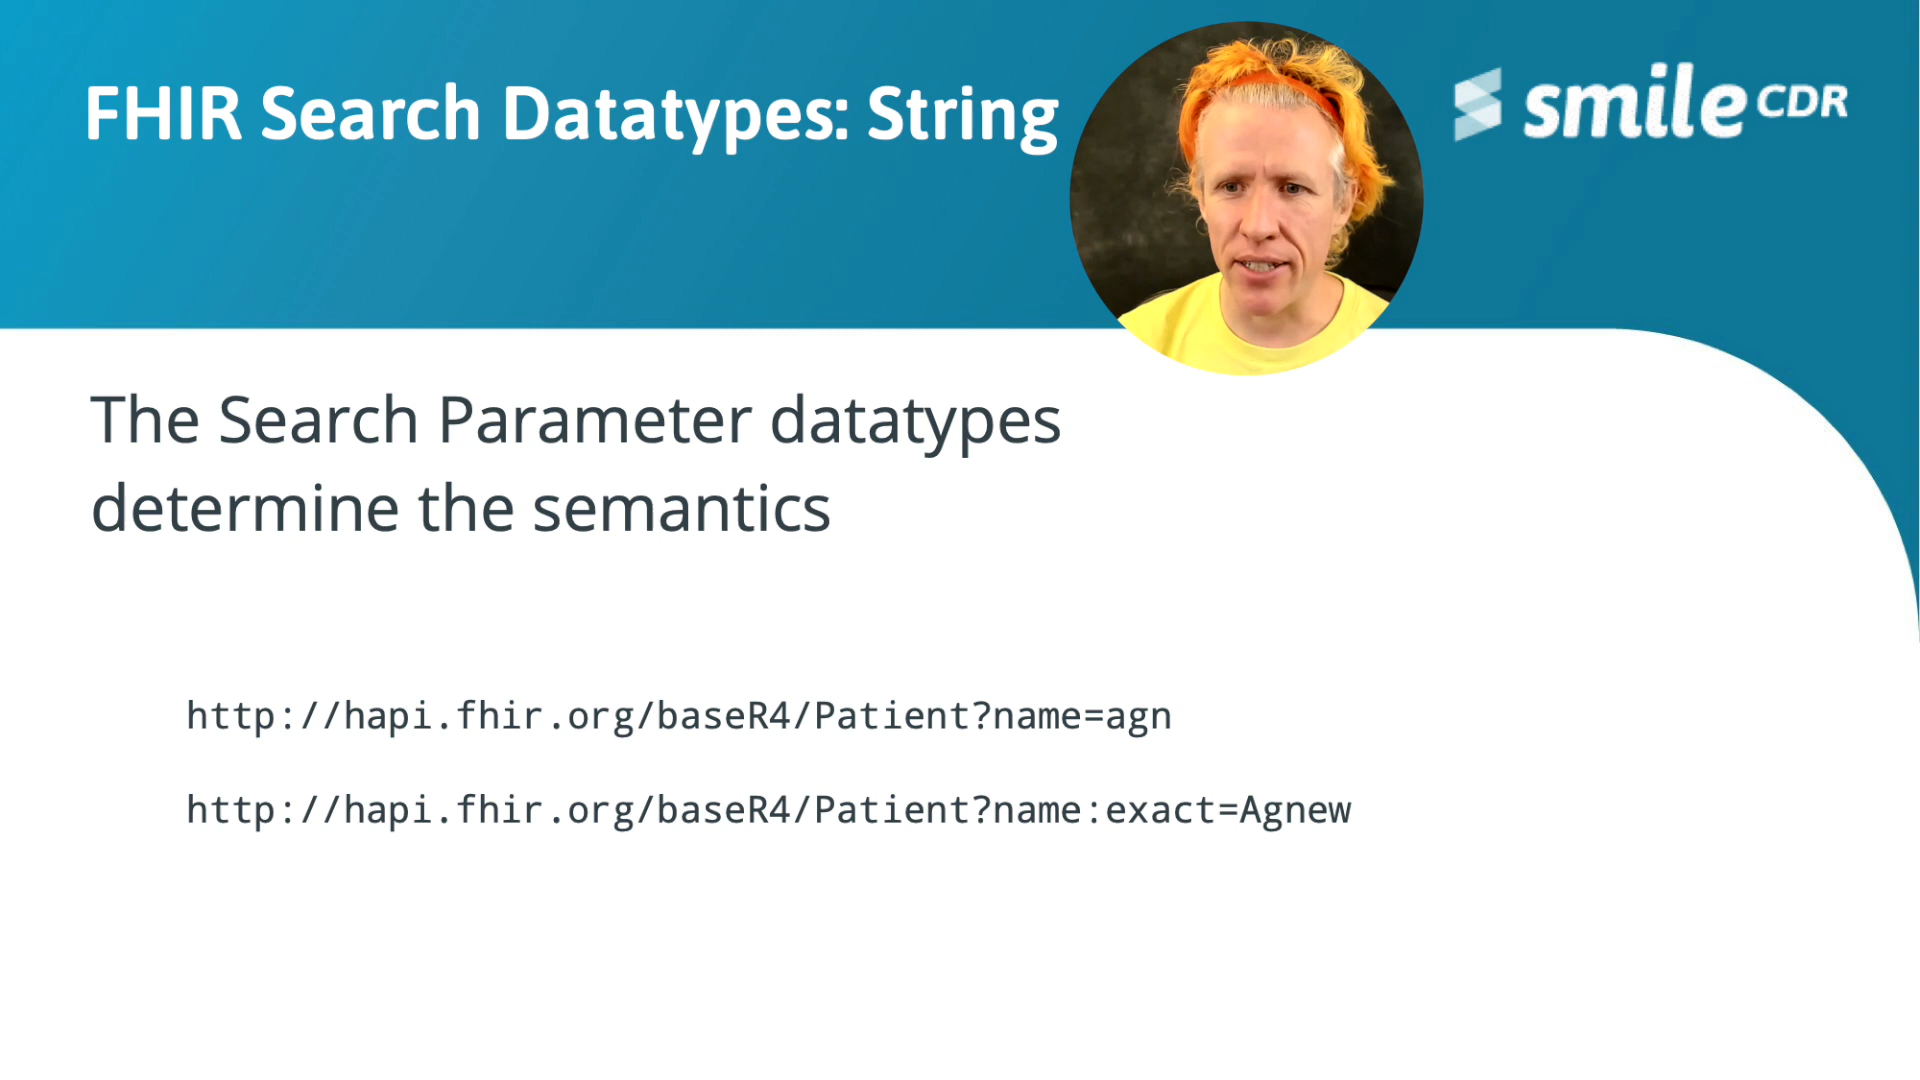 FHIR Search Datatypes: String
smile CDR
The Search Parameter datatypes
determine the semantics
http://hapi.fhir.org/baseR4/Patient?name=agn
http://hapi.fhir.org/baseR4/Patient?name:exact=Agnew